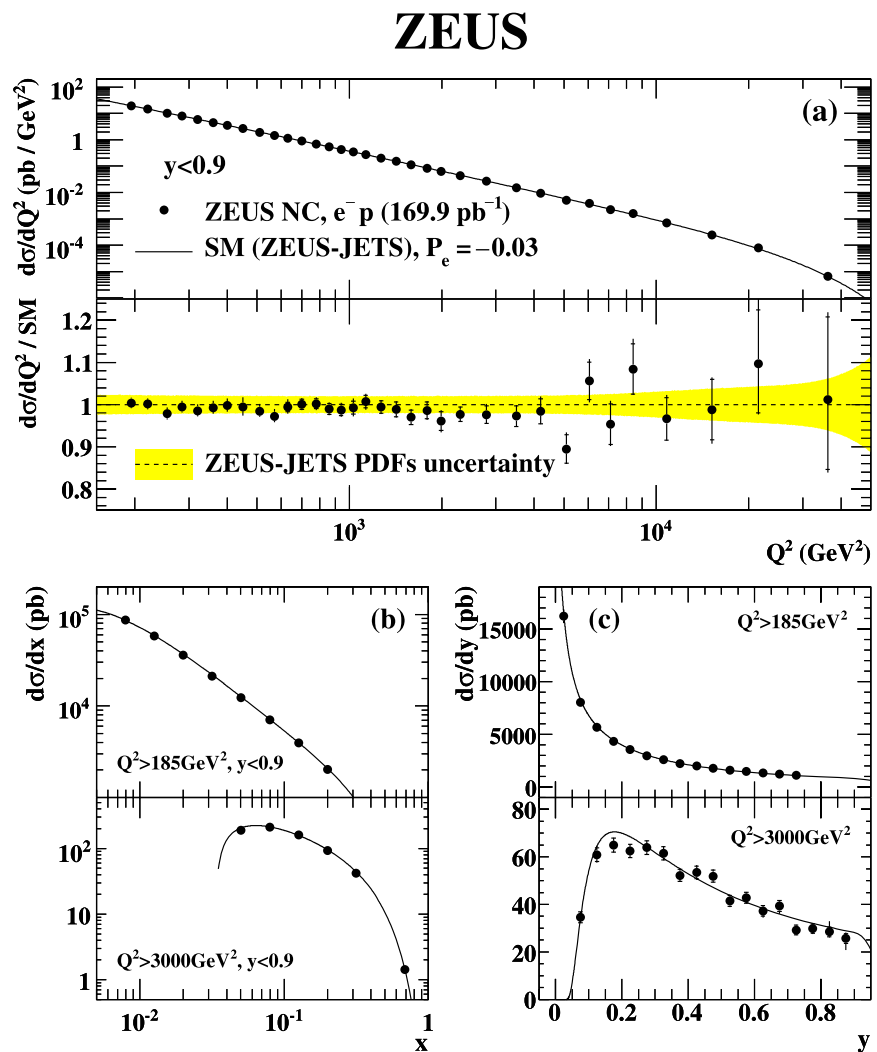 ZEUS
dσ/dQ² (pb / GeV²)
10²
1
10⁻²
10⁻⁴
(a)
y<0.9
ZEUS NC, e⁻p (169.9 pb⁻¹)
SM (ZEUS-JETS), Pₑ = −0.03
dσ/dQ² / SM
1.2
1.1
1
0.9
0.8
ZEUS-JETS PDFs uncertainty
10³
10⁴
Q² (GeV²)
dσ/dx (pb)
10⁵
10⁴
(b)
Q²>185GeV², y<0.9
10²
10
1
Q²>3000GeV², y<0.9
10⁻²
10⁻¹
1
x
dσ/dy (pb)
15000
10000
5000
0
(c)
Q²>185GeV²
80
60
40
20
0
Q²>3000GeV²
0
0.2
0.4
0.6
0.8
y